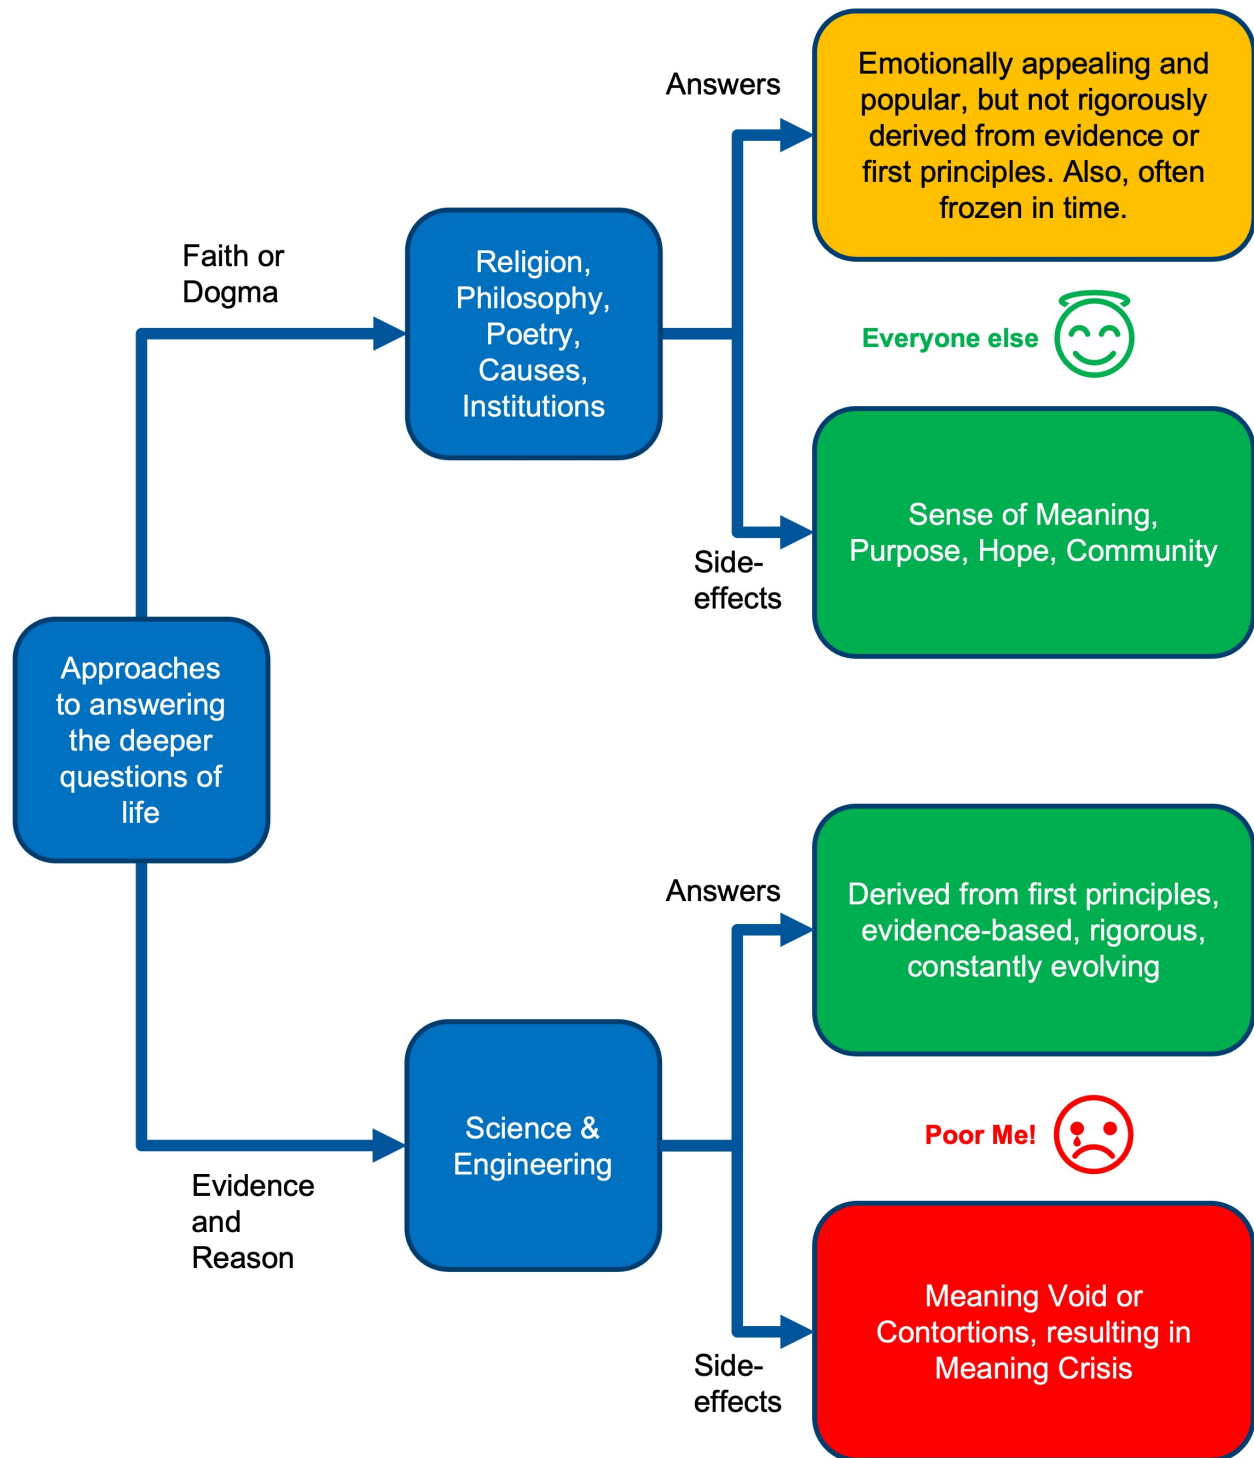 Answers
Emotionally appealing and
popular, but not rigorously
derived from evidence or
first principles. Also, often
frozen in time.
Faith or
Dogma
Religion,
Philosophy,
Poetry,
Causes,
Institutions
Everyone else
Side-
effects
Sense of Meaning,
Purpose, Hope, Community
Approaches
to answering
the deeper
questions of
life
Answers
Derived from first principles,
evidence-based, rigorous,
constantly evolving
Evidence
and
Reason
Science &
Engineering
Poor Me!
Side-
effects
Meaning Void or
Contortions, resulting in
Meaning Crisis